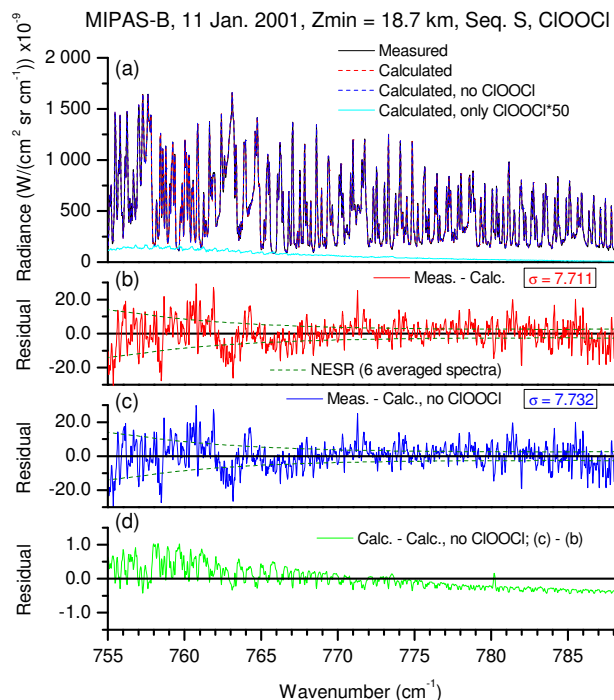 MIPAS-B, 11 Jan. 2001, Zmin = 18.7 km, Seq. S, ClOOCl
2 000
1 500
1 000
500
0
Radiance (W/(cm² sr cm⁻¹)) x10⁻⁹
(a)
Measured
Calculated
Calculated, no ClOOCl
Calculated, only ClOOCl*50
(b)
Meas. - Calc.
σ = 7.711
20.0
0.0
-20.0
Residual
NESR (6 averaged spectra)
(c)
Meas. - Calc., no ClOOCl
σ = 7.732
20.0
0.0
-20.0
Residual
(d)
Calc. - Calc., no ClOOCl; (c) - (b)
1.0
0.0
-1.0
Residual
755 760 765 770 775 780 785
Wavenumber (cm⁻¹)